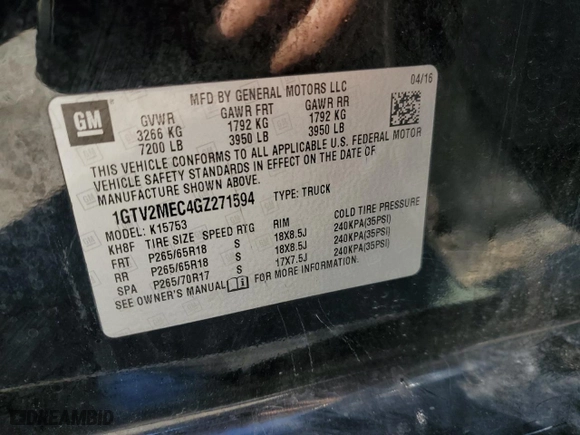 MFD BY GENERAL MOTORS LLC 04/16
GM GVWR GAWR FRT GAWR RR
3266 KG 1792 KG 1792 KG
7200 LB 3950 LB 3950 LB
THIS VEHICLE CONFORMS TO ALL APPLICABLE U.S. FEDERAL MOTOR
VEHICLE SAFETY STANDARDS IN EFFECT ON THE DATE OF
MANUFACTURE SHOWN ABOVE.
1GTV2MEC4GZ271594 TYPE: TRUCK
MODEL: K15753
KH8F TIRE SIZE SPEED RTG RIM COLD TIRE PRESSURE
FRT P265/65R18 S 18X8.5J 240KPA(35PSI)
RR P265/65R18 S 18X8.5J 240KPA(35PSI)
SPA P265/70R17 S 17X7.5J 240KPA(35PSI)
SEE OWNER'S MANUAL FOR MORE INFORMATION.
DREAMBID